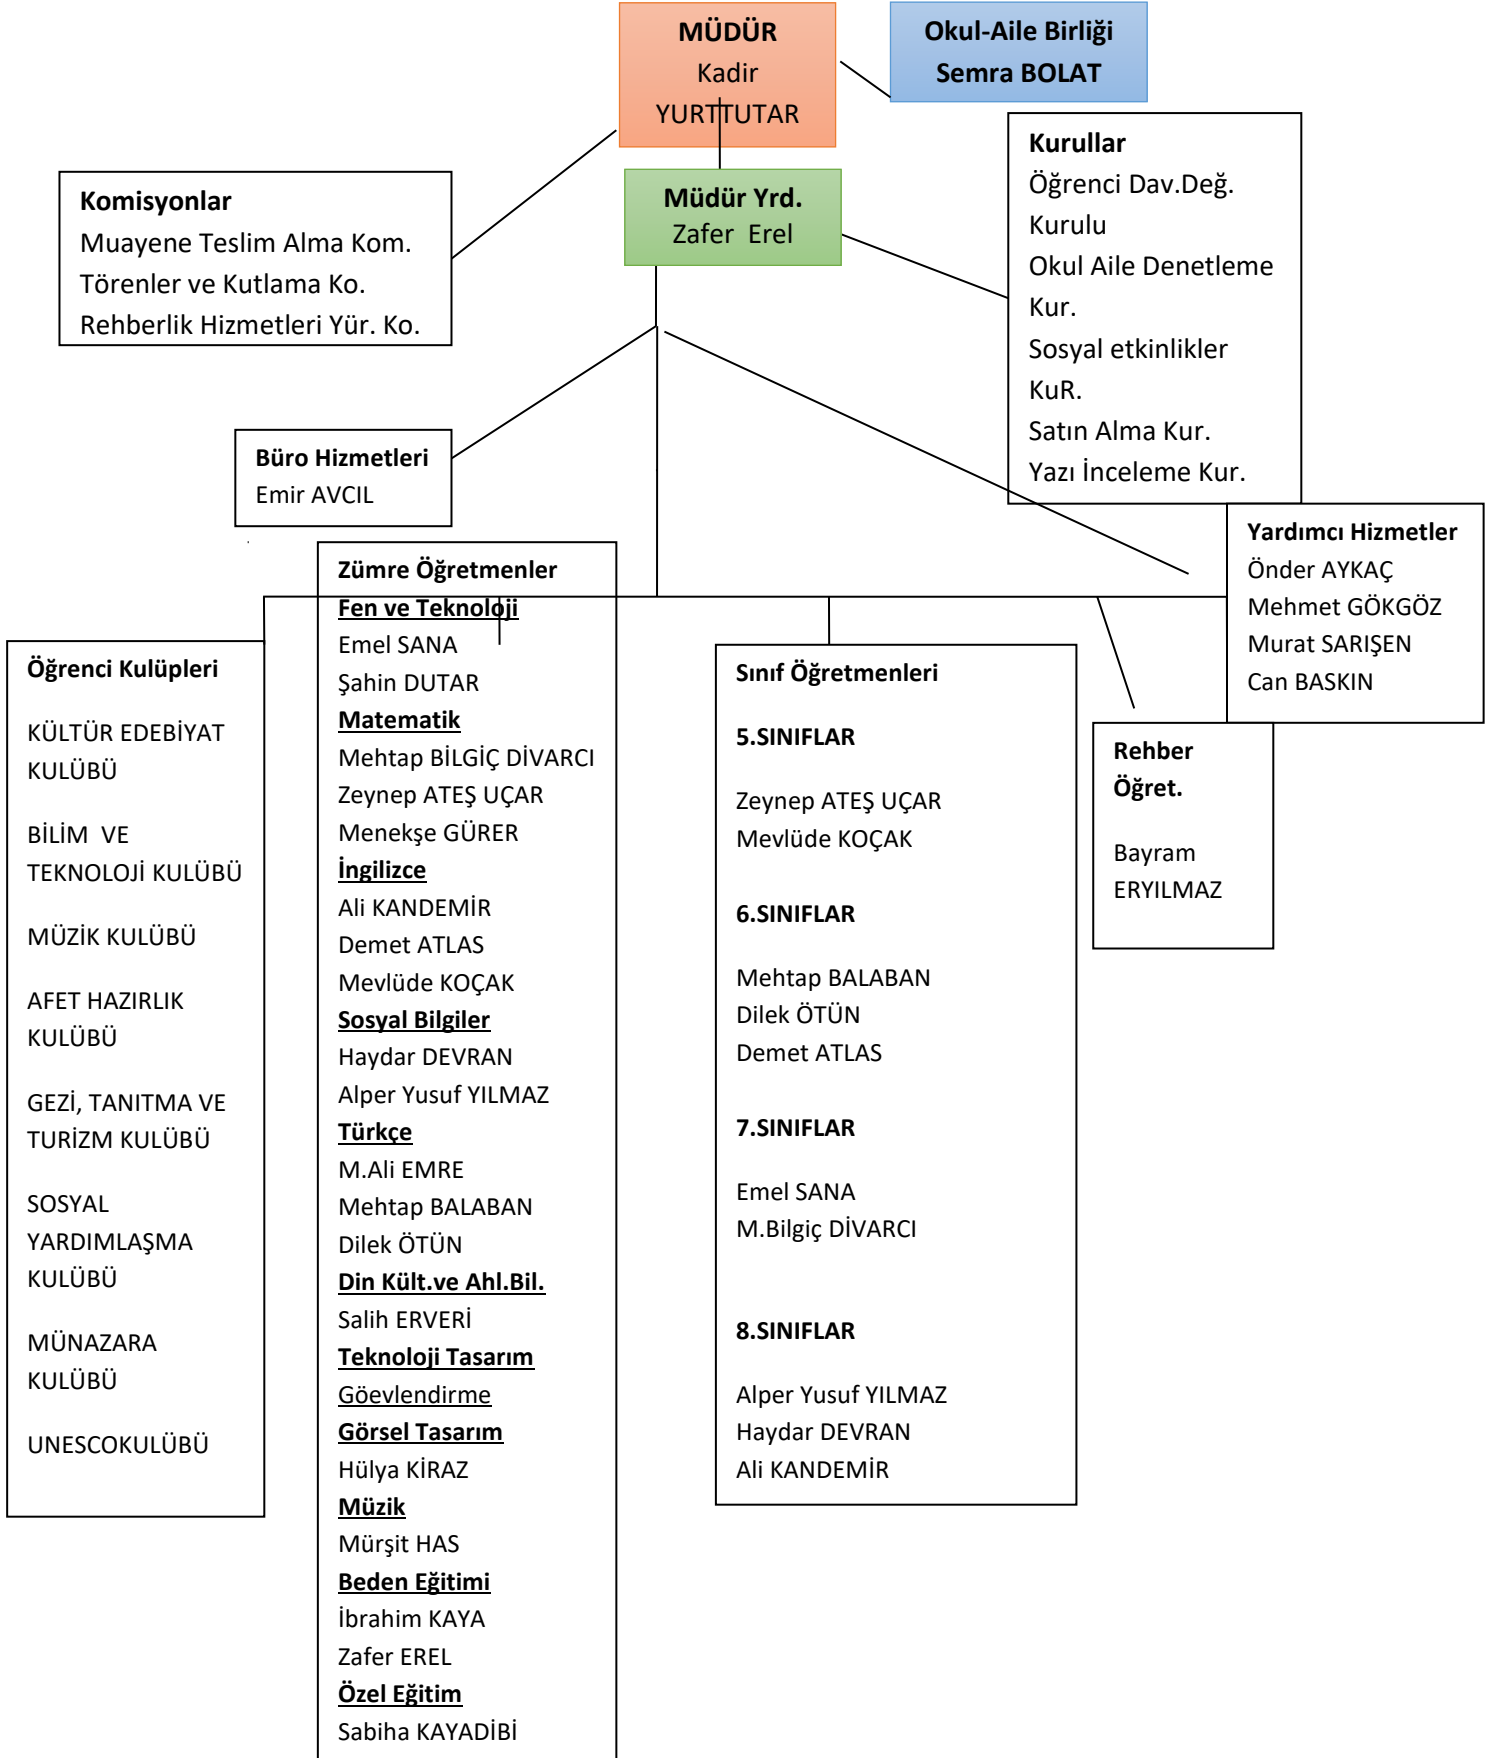 MÜDÜR
Kadir
YURTTUTAR
Okul-Aile Birliği
Semra BOLAT
Komisyonlar
Muayene Teslim Alma Kom.
Törenler ve Kutlama Ko.
Rehberlik Hizmetleri Yür. Ko.
Müdür Yrd.
Zafer Erel
Kurullar
Öğrenci Dav.Değ.
Kurulu
Okul Aile Denetleme
Kur.
Sosyal etkinlikler
KuR.
Satın Alma Kur.
Yazı İnceleme Kur.
Büro Hizmetleri
Emir AVCIL
Yardımcı Hizmetler
Önder AYKAÇ
Mehmet GÖKGÖZ
Murat SARIŞEN
Can BASKIN
Öğrenci Kulüpleri
KÜLTÜR EDEBİYAT
KULÜBÜ
BİLİM VE
TEKNOLOJİ KULÜBÜ
MÜZİK KULÜBÜ
AFET HAZIRLIK
KULÜBÜ
GEZİ, TANITMA VE
TURİZM KULÜBÜ
SOSYAL
YARDIMLAŞMA
KULÜBÜ
MÜNAZARA
KULÜBÜ
UNESCOKULÜBÜ
Zümre Öğretmenler
Fen ve Teknoloji
Emel SANA
Şahin DUTAR
Matematik
Mehtap BİLGİÇ DİVARCI
Zeynep ATEŞ UÇAR
Menekşe GÜRER
İngilizce
Ali KANDEMİR
Demet ATLAS
Mevlüde KOÇAK
Sosyal Bilgiler
Haydar DEVRAN
Alper Yusuf YILMAZ
Türkçe
M.Ali EMRE
Mehtap BALABAN
Dilek ÖTÜN
Din Kült.ve Ahl.Bil.
Salih ERVERİ
Teknoloji Tasarım
Göevlendirme
Görsel Tasarım
Hülya KİRAZ
Müzik
Mürşit HAS
Beden Eğitimi
İbrahim KAYA
Zafer EREL
Özel Eğitim
Sabiha KAYADİBİ
Sınıf Öğretmenleri
5.SINIFLAR
Zeynep ATEŞ UÇAR
Mevlüde KOÇAK
6.SINIFLAR
Mehtap BALABAN
Dilek ÖTÜN
Demet ATLAS
7.SINIFLAR
Emel SANA
M.Bilgiç DİVARCI
8.SINIFLAR
Alper Yusuf YILMAZ
Haydar DEVRAN
Ali KANDEMİR
Rehber
Öğret.
Bayram
ERYILMAZ